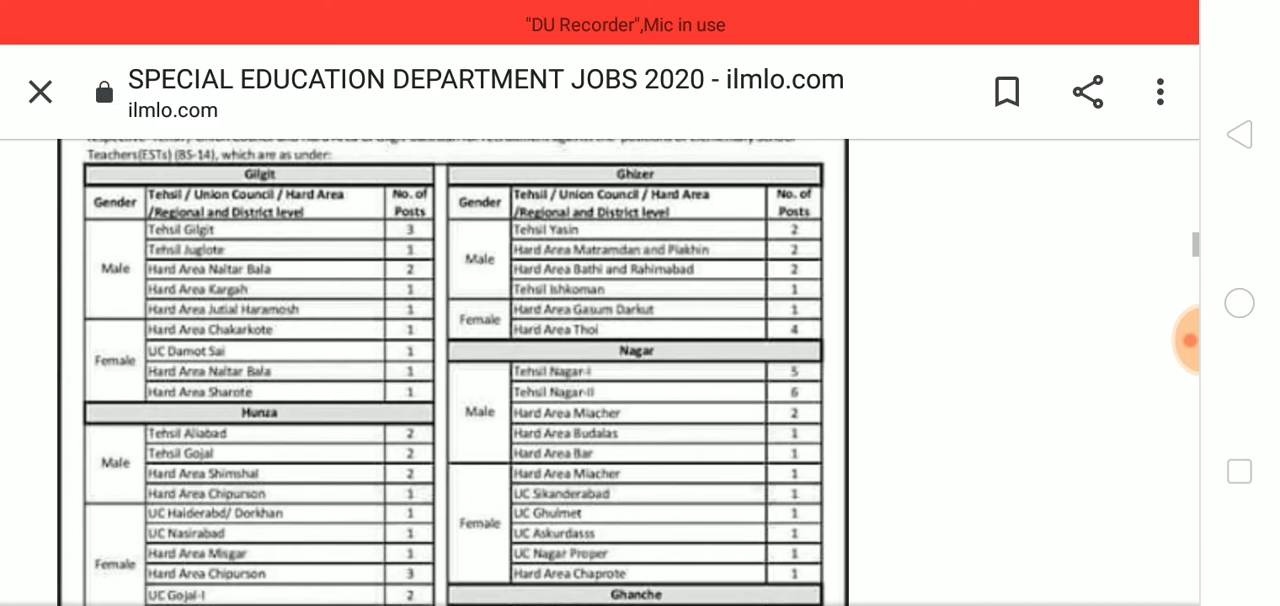 "DU Recorder",Mic in use
SPECIAL EDUCATION DEPARTMENT JOBS 2020 - ilmlo.com
ilmlo.com
Teachers(ESTs) (BS-14), which are as under:
Gilgit
Gender Tehsil / Union Council / Hard Area /Regional and District level No. of Posts
Male
Tehsil Gilgit 3
Tehsil Juglote 1
Hard Area Naltar Bala 2
Hard Area Kargah 1
Hard Area Jutial Haramosh 1
Female
Hard Area Chakarkote 1
UC Damot Sai 1
Hard Area Naltar Bala 1
Hard Area Sharote 1
Hunza
Male
Tehsil Aliabad 2
Tehsil Gojal 2
Hard Area Shimshal 2
Hard Area Chipurson 1
Female
UC Haiderabd/ Dorkhan 1
UC Nasirabad 1
Hard Area Misgar 1
Hard Area Chipurson 3
UC Gojal-I 2
Ghizer
Gender Tehsil / Union Council / Hard Area /Regional and District level No. of Posts
Male
Tehsil Yasin 2
Hard Area Matramdan and Plakhin 2
Hard Area Bathi and Rahimabad 2
Tehsil Ishkoman 1
Female
Hard Area Gasum Darkut 1
Hard Area Thoi 4
Nagar
Male
Tehsil Nagar-I 5
Tehsil Nagar-II 6
Hard Area Miacher 2
Hard Area Budalas 1
Hard Area Bar 1
Female
Hard Area Miacher 1
UC Sikanderabad 1
UC Ghulmet 1
UC Askurdasss 1
UC Nagar Proper 1
Hard Area Chaprote 1
Ghanche